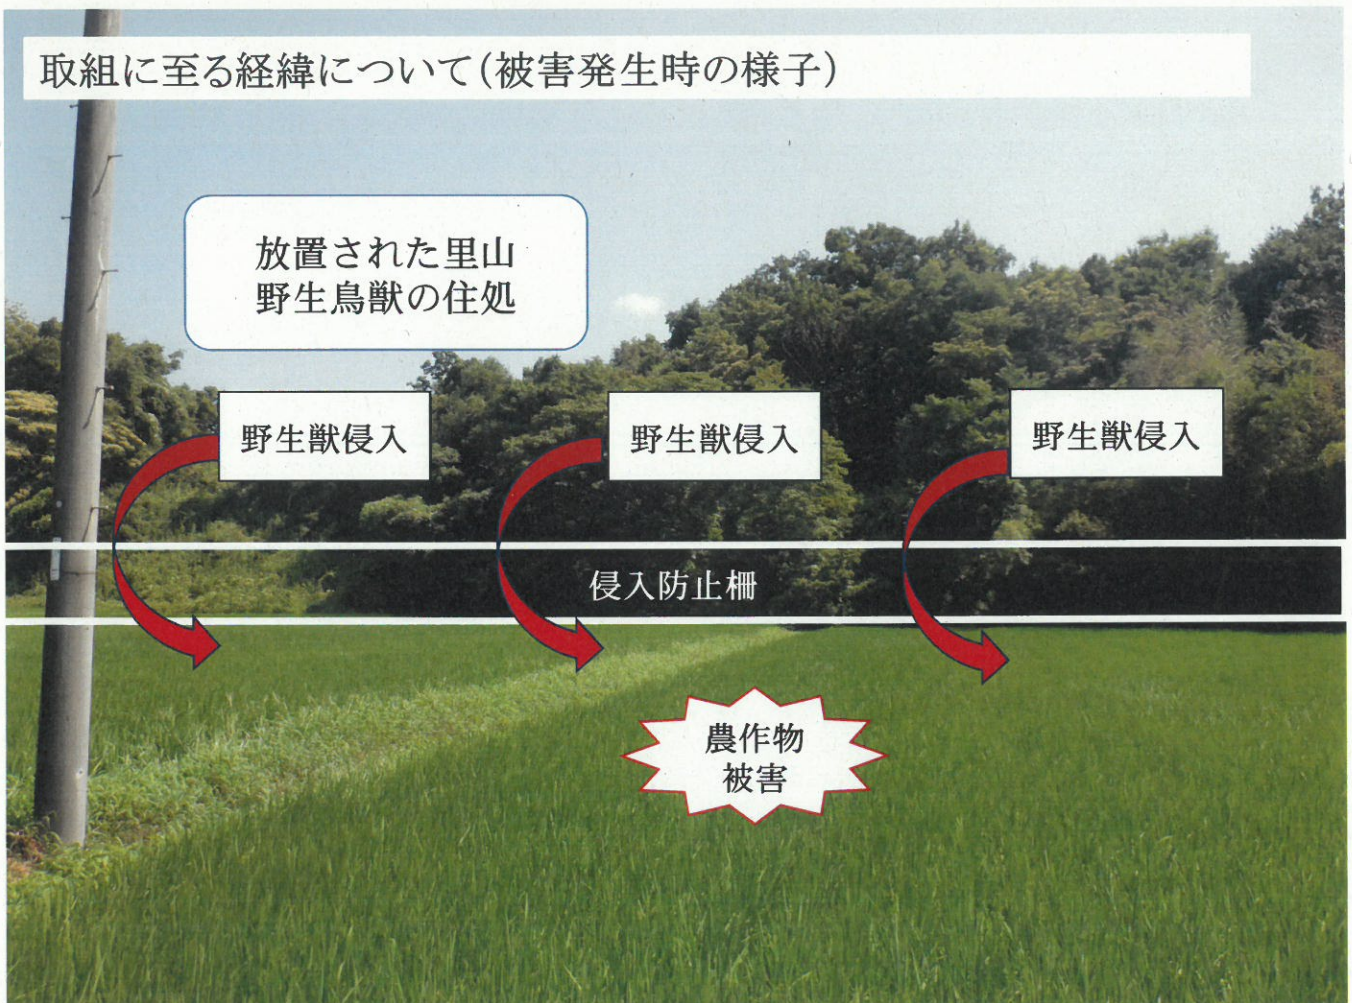 取組に至る経緯について(被害発生時の様子)
放置された里山
野生鳥獣の住処
野生獣侵入
野生獣侵入
野生獣侵入
侵入防止柵
農作物
被害